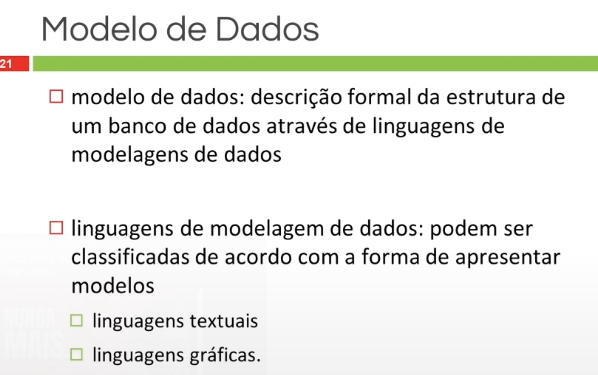 Modelo de Dados
21
modelo de dados: descrição formal da estrutura de
um banco de dados através de linguagens de
modelagens de dados
linguagens de modelagem de dados: podem ser
classificadas de acordo com a forma de apresentar
modelos
linguagens textuais
linguagens gráficas.